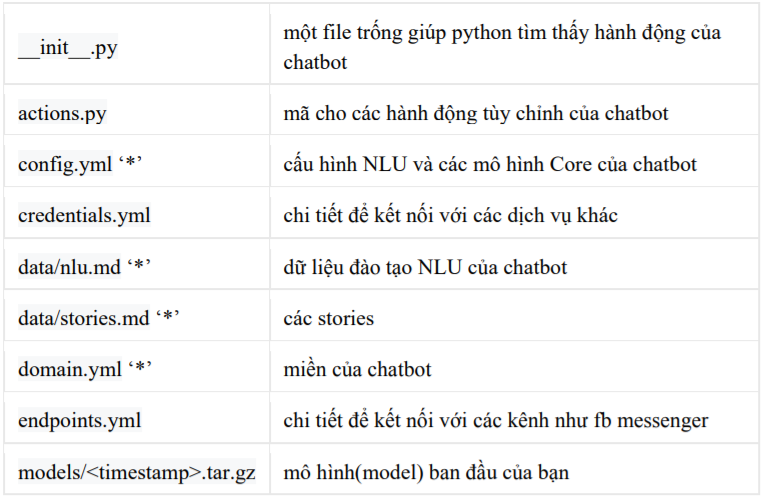 __init__.py
một file trống giúp python tìm thấy hành động của
chatbot
actions.py
mã cho các hành động tùy chỉnh của chatbot
config.yml ‘*’
cấu hình NLU và các mô hình Core của chatbot
credentials.yml
chi tiết để kết nối với các dịch vụ khác
data/nlu.md ‘*’
dữ liệu đào tạo NLU của chatbot
data/stories.md ‘*’
các stories
domain.yml ‘*’
miền của chatbot
endpoints.yml
chi tiết để kết nối với các kênh như fb messenger
models/<timestamp>.tar.gz
mô hình(model) ban đầu của bạn